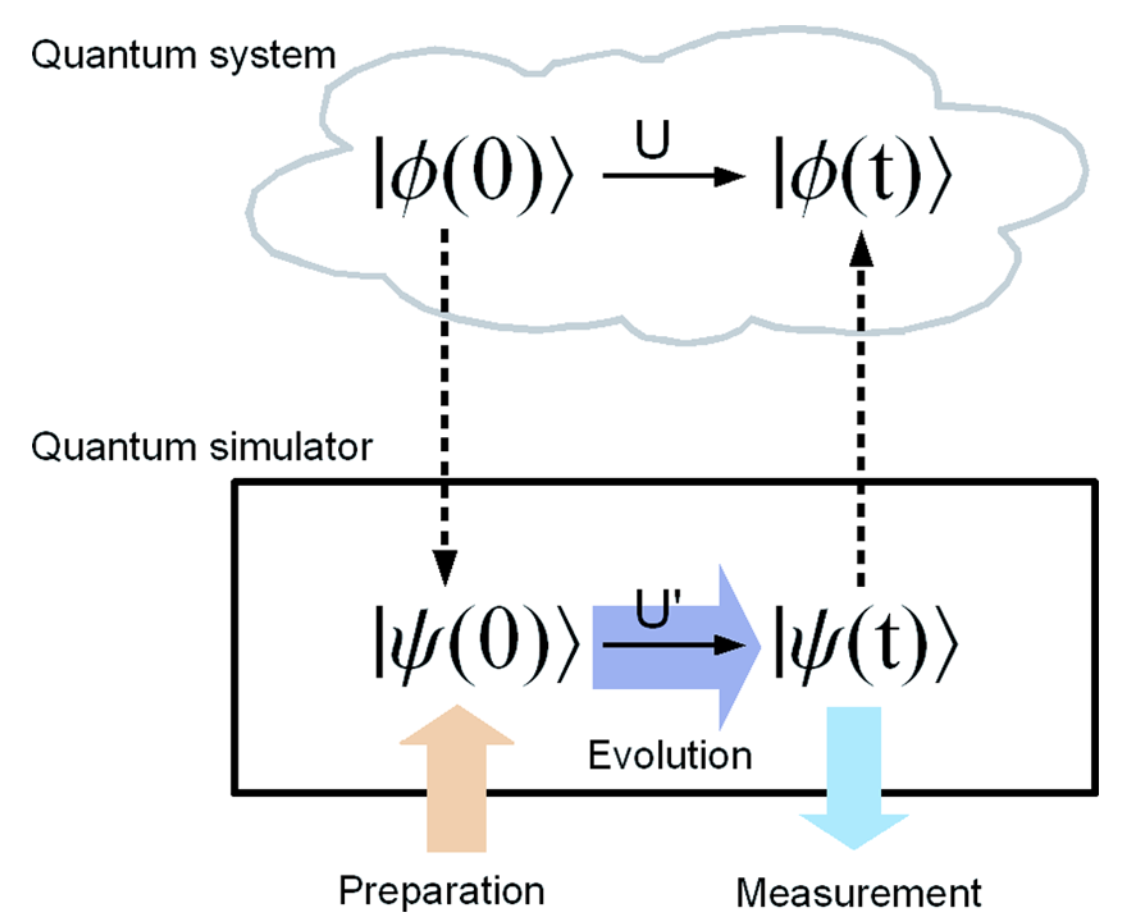 Quantum system
U
|ϕ(0)⟩ |ϕ(t)⟩
Quantum simulator
U'
|ψ(0)⟩ |ψ(t)⟩
Evolution
Preparation Measurement